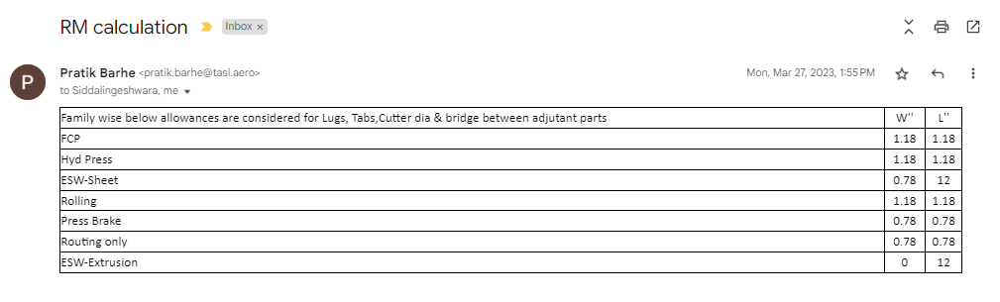 RM calculation Inbox x
Pratik Barhe <pratik.barhe@tasl.aero> Mon, Mar 27, 2023, 1:55 PM
P
to Siddalingeshwara, me
Family wise below allowances are considered for Lugs, Tabs,Cutter dia & bridge between adjutant parts W" L"
FCP 1.18 1.18
Hyd Press 1.18 1.18
ESW-Sheet 0.78 12
Rolling 1.18 1.18
Press Brake 0.78 0.78
Routing only 0.78 0.78
ESW-Extrusion 0 12